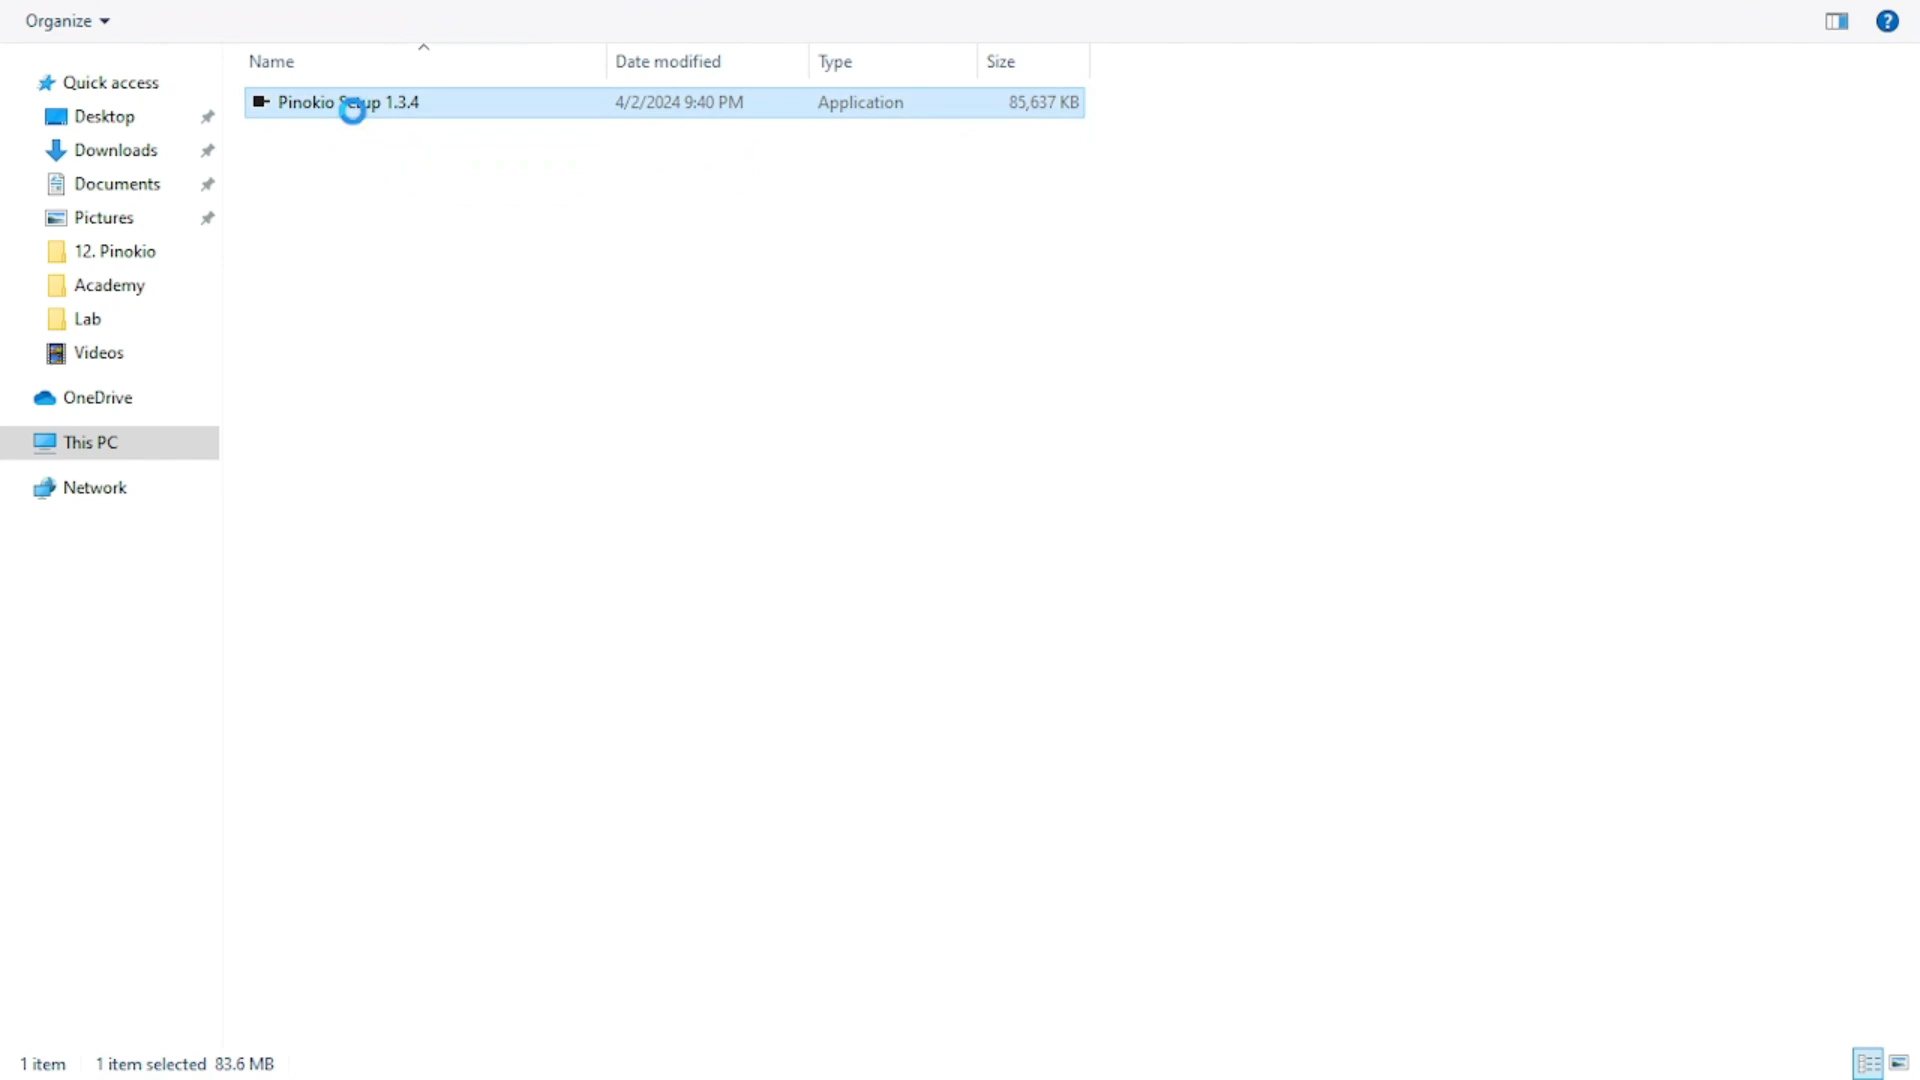 Organize
Name
Date modified
Type
Size
Pinokio Setup 1.3.4
4/2/2024 9:40 PM
Application
85,637 KB
Quick access
Desktop
Downloads
Documents
Pictures
12. Pinokio
Academy
Lab
Videos
OneDrive
This PC
Network
1 item
1 item selected 83.6 MB
?